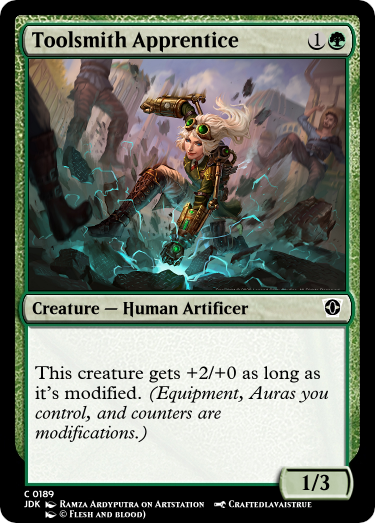 Toolsmith Apprentice 1
Creature — Human Artificer
This creature gets +2/+0 as long as
it's modified. (Equipment, Auras you
control, and counters are
modifications.)
1/3
C 0189
JDK Ramza Ardyputra on Artstation Craftedlavaistrue
© Flesh and blood)